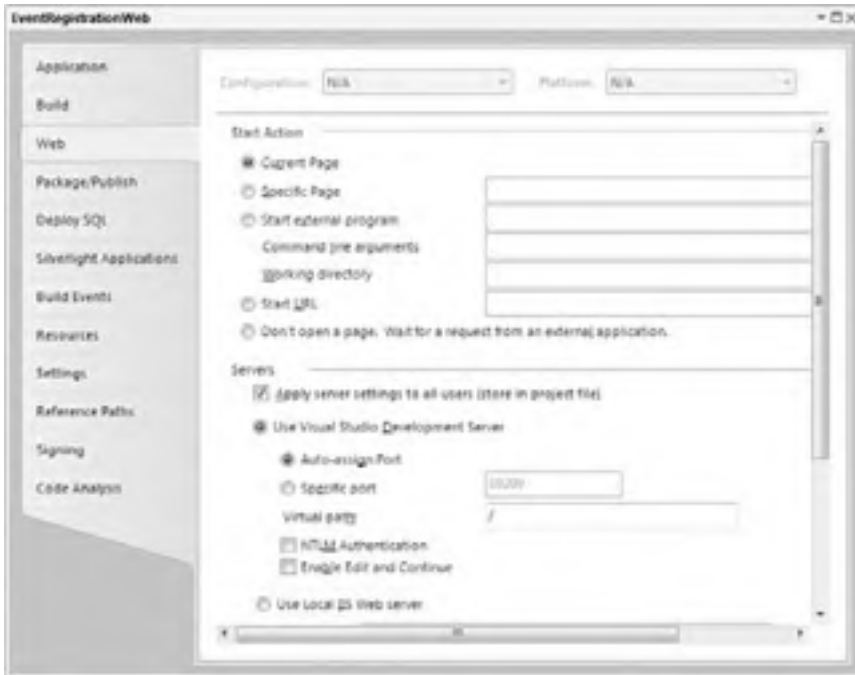 EventRegistrationWeb
Application
Build
Web
Package/Publish
Deploy SQL
Silverlight Applications
Build Events
Resources
Settings
Reference Paths
Signing
Code Analysis
Configuration: N/A Platform: N/A
Start Action
Current Page
Specific Page
Start external program
Command line arguments
Working directory
Start URL
Don't open a page. Wait for a request from an external application.
Servers
Apply server settings to all users (store in project file)
Use Visual Studio Development Server
Auto-assign Port
Specific port
Virtual path: /
NTLM Authentication
Enable Edit and Continue
Use Local IIS Web server